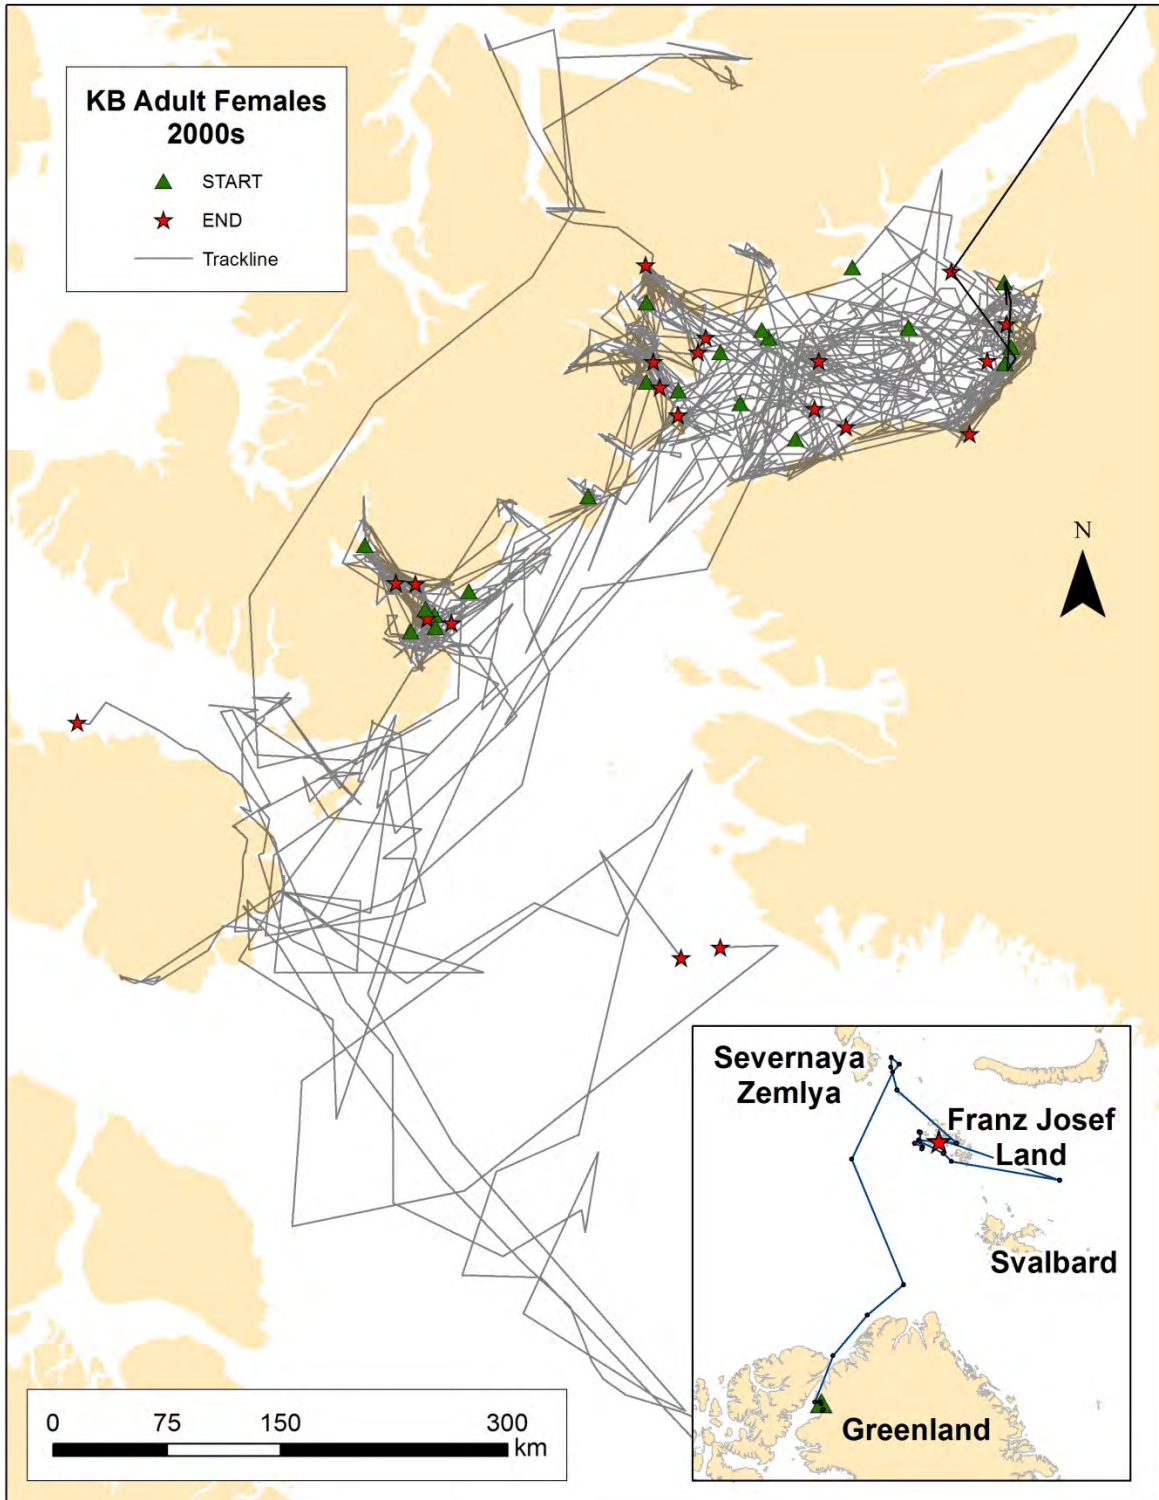 KB Adult Females
2000s
START
END
Trackline
N
Severnaya
Zemlya
Franz Josef
Land
Svalbard
Greenland
0 75 150 300
km